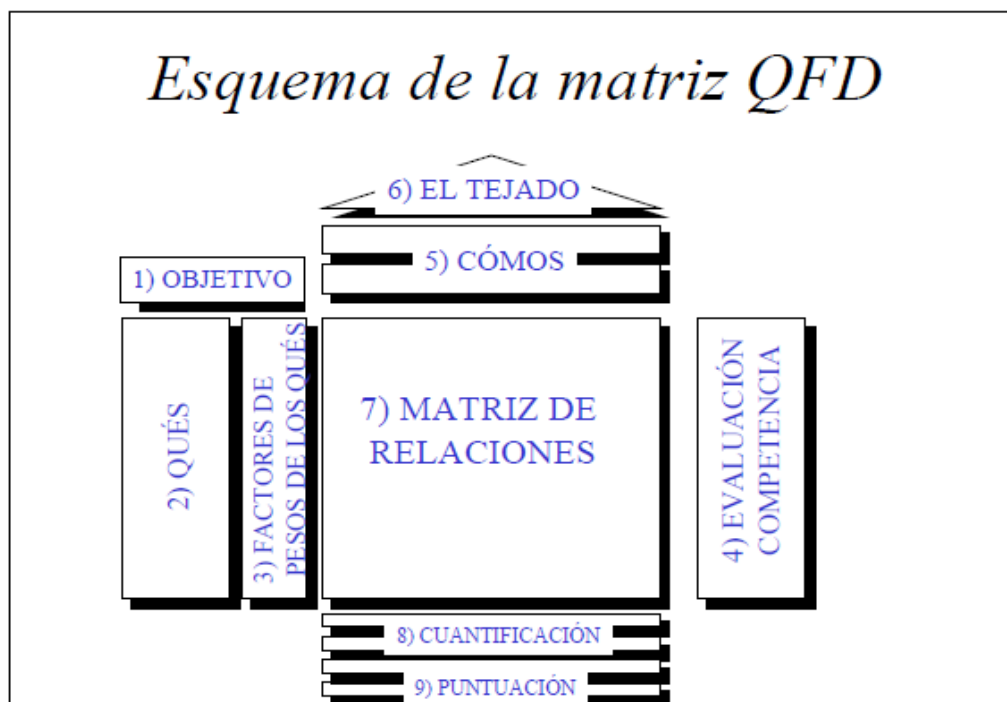 Esquema de la matriz QFD
6) EL TEJADO
5) CÓMOS
1) OBJETIVO
2) QUÉS
3) FACTORES DE
PESOS DE LOS QUÉS
7) MATRIZ DE
RELACIONES
4) EVALUACIÓN
COMPETENCIA
8) CUANTIFICACIÓN
9) PUNTUACIÓN